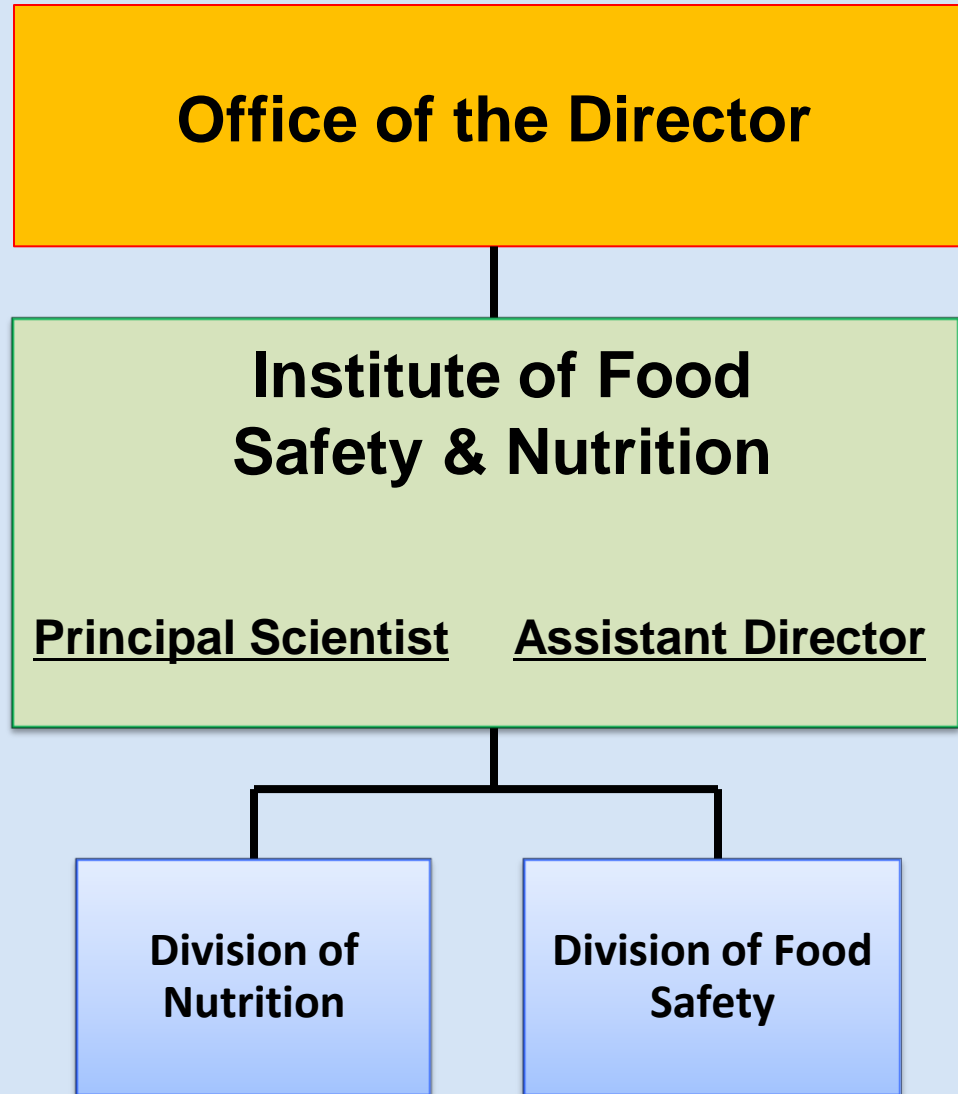 Office of the Director
Institute of Food
Safety & Nutrition
Principal Scientist Assistant Director
Division of
Nutrition
Division of Food
Safety